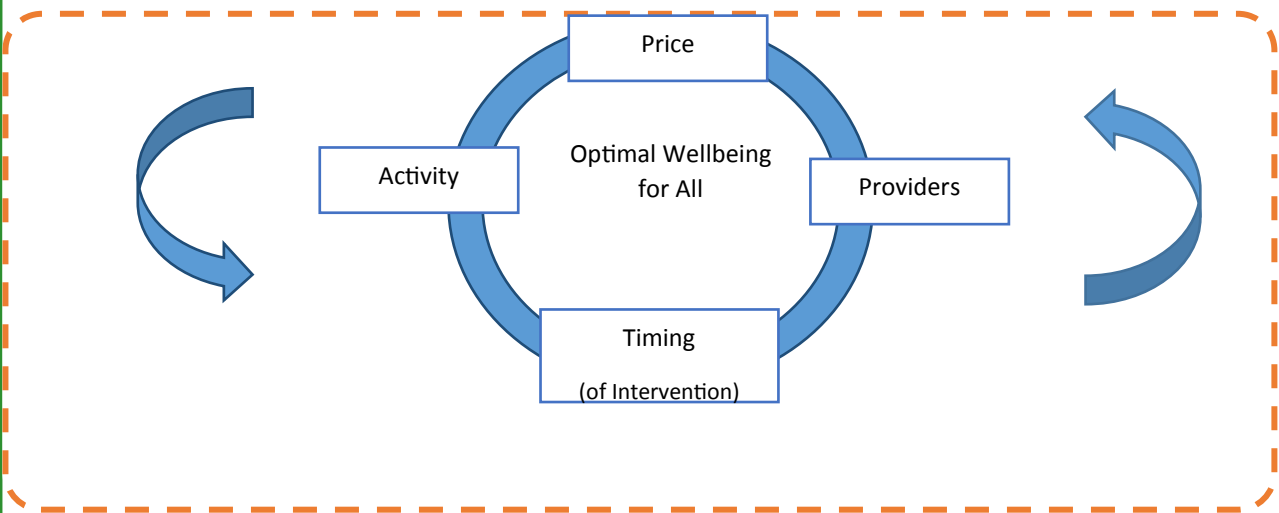 Price
Optimal Wellbeing
for All
Activity
Providers
Timing
(of Intervention)